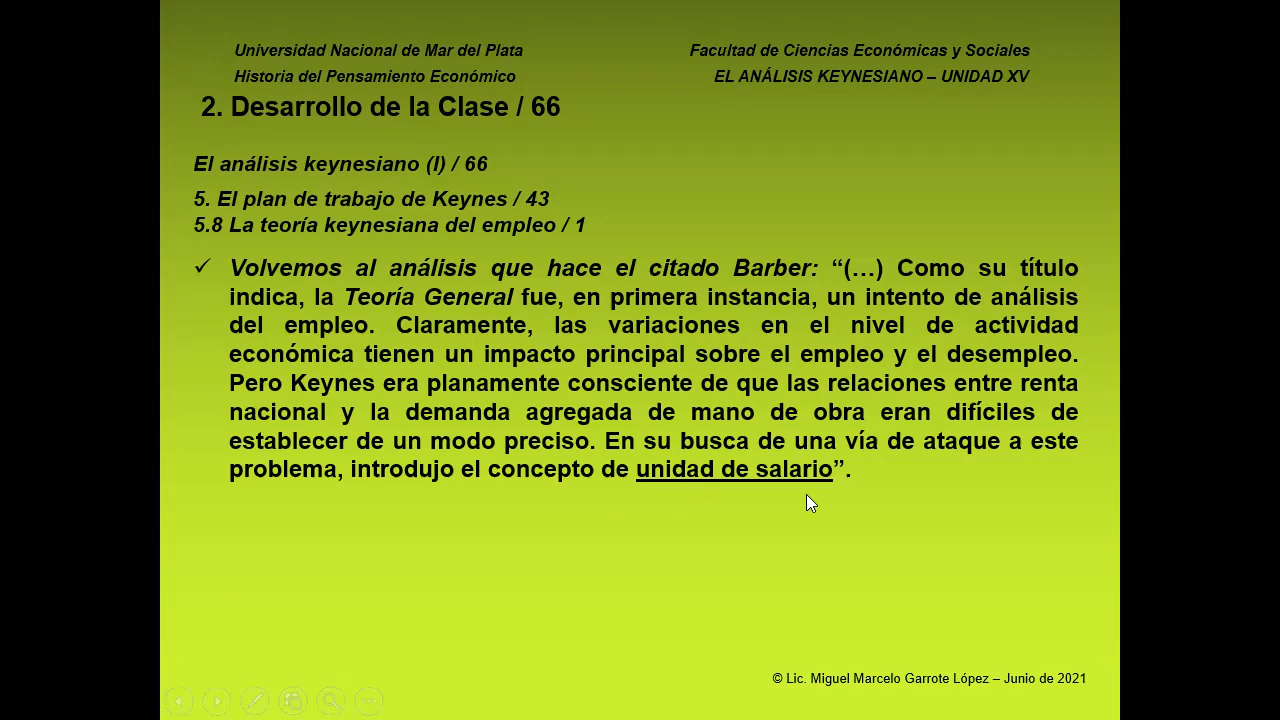 Universidad Nacional de Mar del Plata
Facultad de Ciencias Económicas y Sociales
Historia del Pensamiento Económico
EL ANÁLISIS KEYNESIANO – UNIDAD XV
2. Desarrollo de la Clase / 66
El análisis keynesiano (I) / 66
5. El plan de trabajo de Keynes / 43
5.8 La teoría keynesiana del empleo / 1
✓ Volvemos al análisis que hace el citado Barber: “(…) Como su título
indica, la Teoría General fue, en primera instancia, un intento de análisis
del empleo. Claramente, las variaciones en el nivel de actividad
económica tienen un impacto principal sobre el empleo y el desempleo.
Pero Keynes era planamente consciente de que las relaciones entre renta
nacional y la demanda agregada de mano de obra eran difíciles de
establecer de un modo preciso. En su busca de una vía de ataque a este
problema, introdujo el concepto de unidad de salario”.
© Lic. Miguel Marcelo Garrote López – Junio de 2021